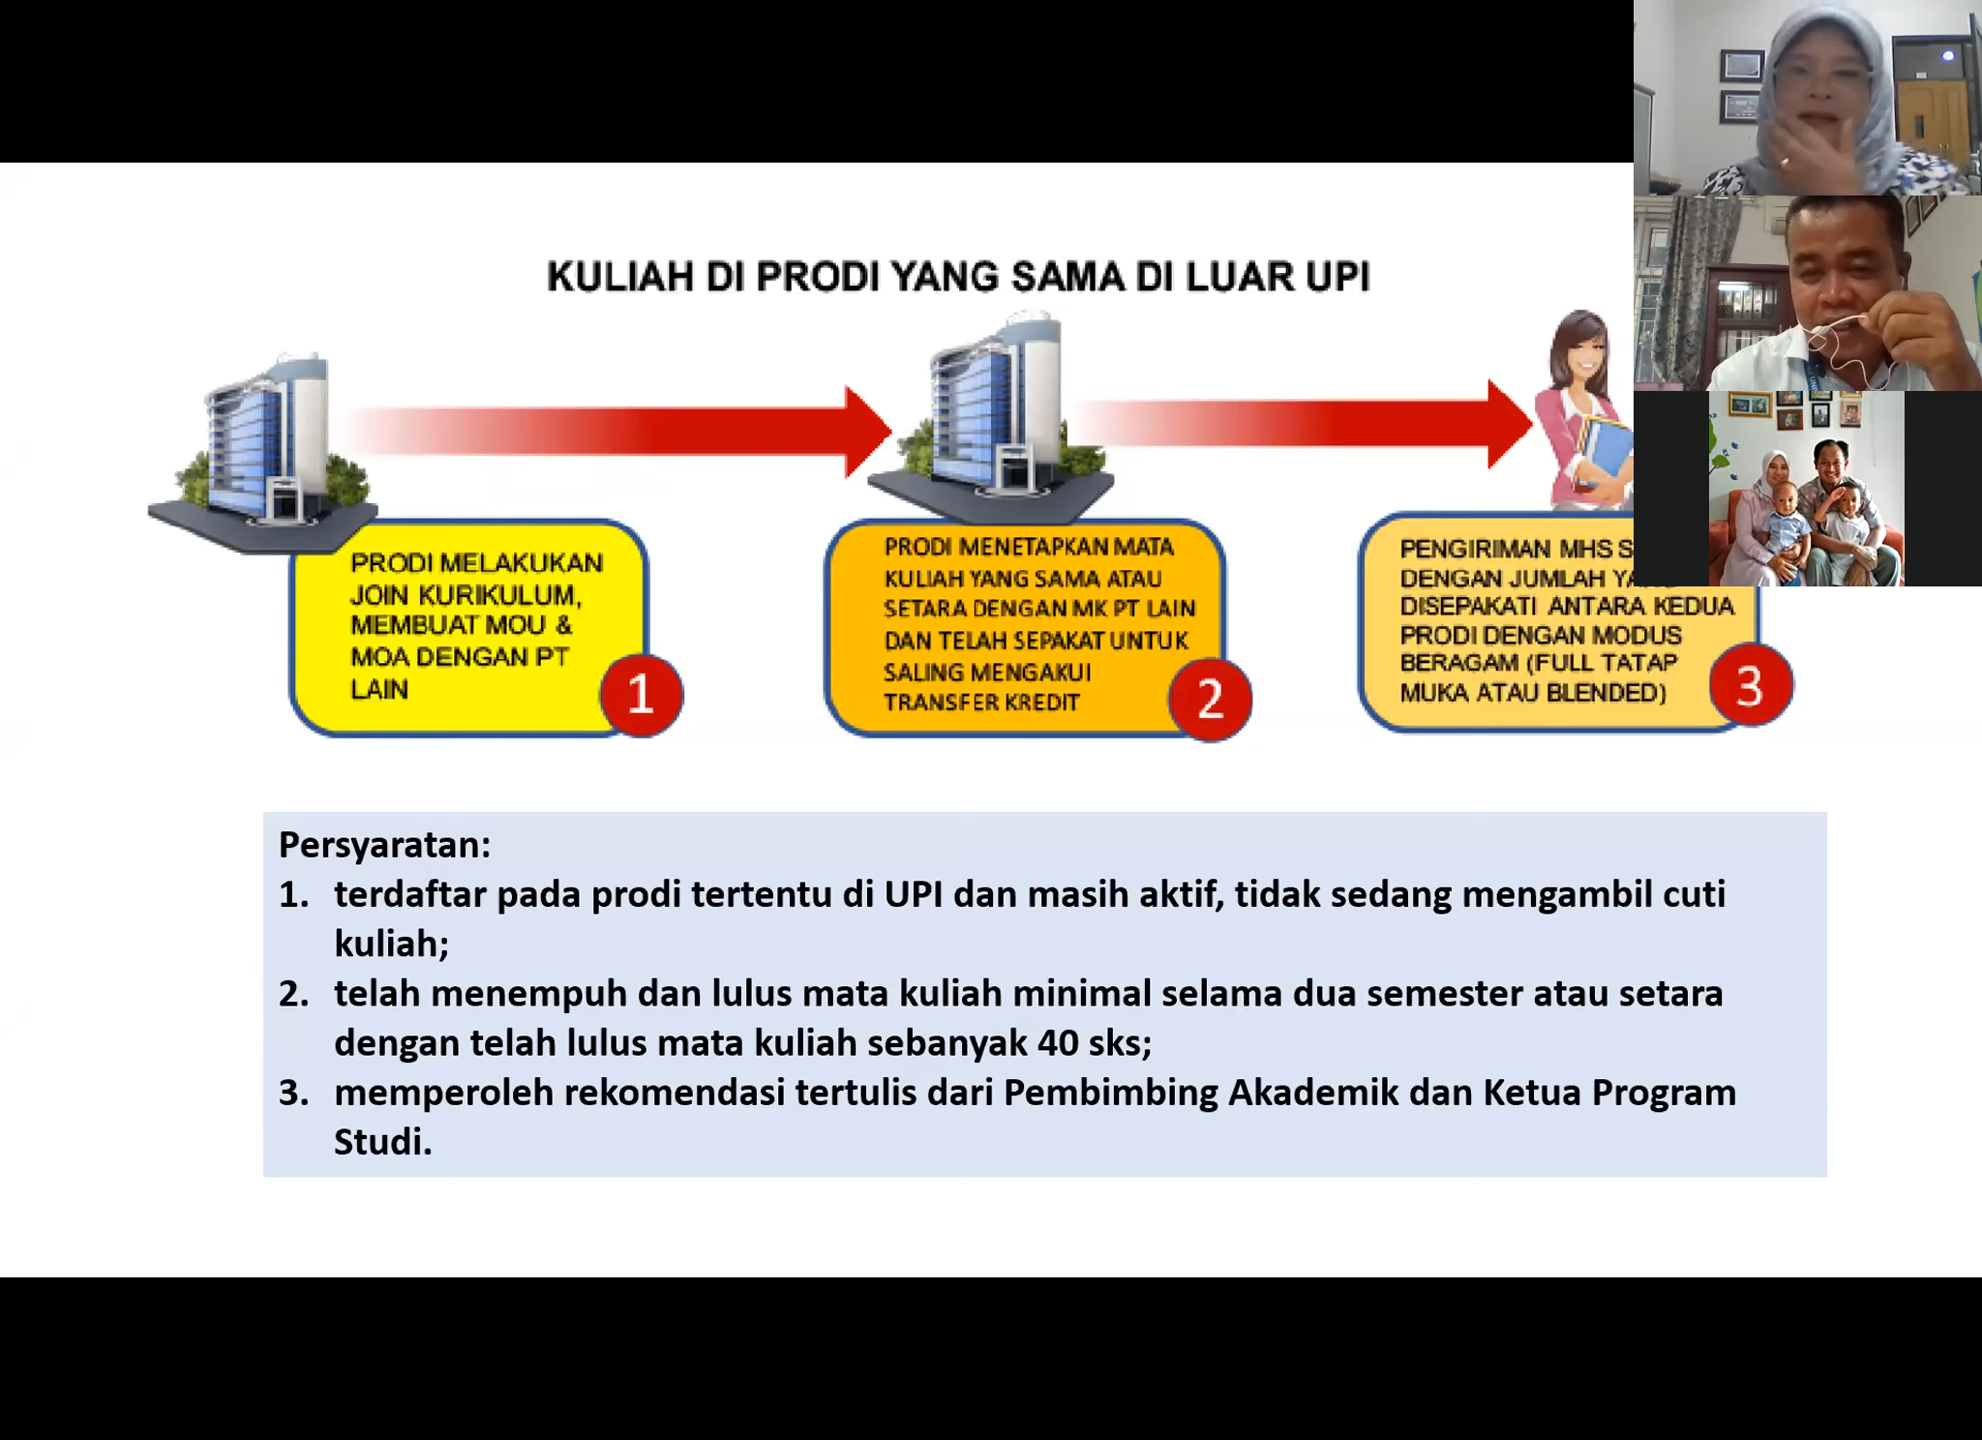 KULIAH DI PRODI YANG SAMA DI LUAR UPI
PRODI MELAKUKAN
JOIN KURIKULUM,
MEMBUAT MOU &
MOA DENGAN PT
LAIN
1
PRODI MENETAPKAN MATA
KULIAH YANG SAMA ATAU
SETARA DENGAN MK PT LAIN
DAN TELAH SEPAKAT UNTUK
SALING MENGAKUI
TRANSFER KREDIT
2
PENGIRIMAN MHS
DENGAN JUMLAH
DISEPAKATI ANTARA KEDUA
PRODI DENGAN MODUS
BERAGAM (FULL TATAP
MUKA ATAU BLENDED)
3
Persyaratan:
1. terdaftar pada prodi tertentu di UPI dan masih aktif, tidak sedang mengambil cuti
kuliah;
2. telah menempuh dan lulus mata kuliah minimal selama dua semester atau setara
dengan telah lulus mata kuliah sebanyak 40 sks;
3. memperoleh rekomendasi tertulis dari Pembimbing Akademik dan Ketua Program
Studi.